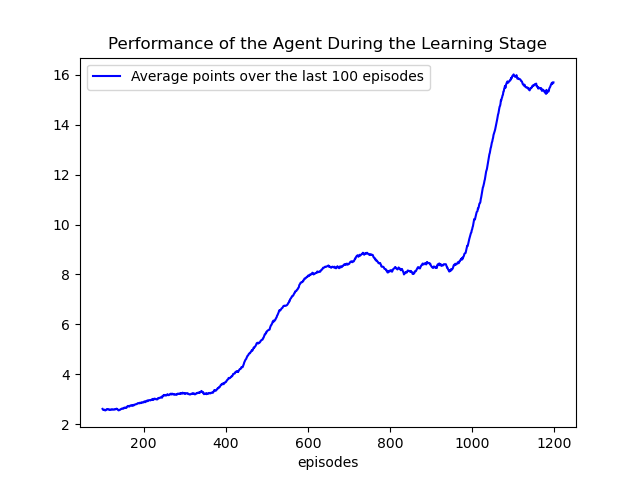 Performance of the Agent During the Learning Stage
Average points over the last 100 episodes
16
14
12
10
8
6
4
2
200 400 600 800 1000 1200
episodes